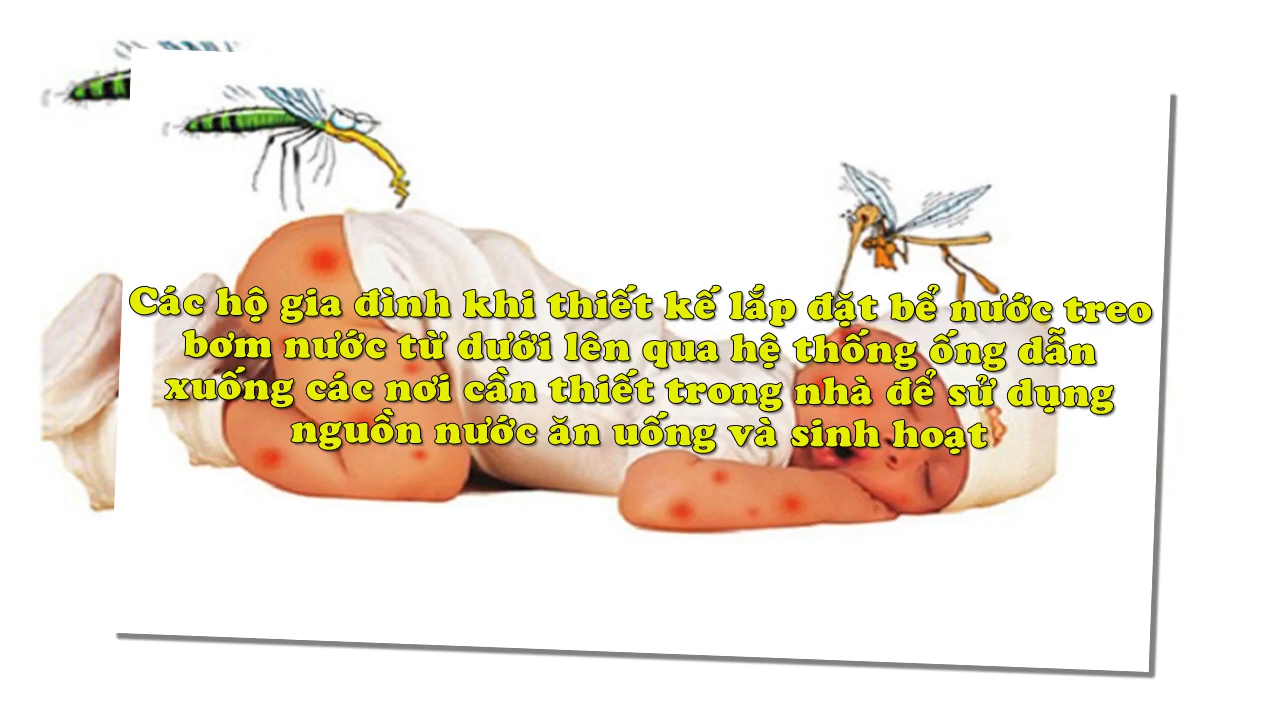 Các hộ gia đình khi thiết kế lắp đặt bể nước treo
bơm nước từ dưới lên qua hệ thống ống dẫn
xuống các nơi cần thiết trong nhà để sử dụng
nguồn nước ăn uống và sinh hoạt